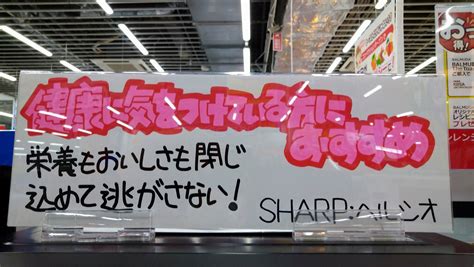 健康に気をつけている方に
おすすめ
栄養もおいしさも閉じ
込めて逃がさない!
SHARP:ヘルシオ
BALMUDA